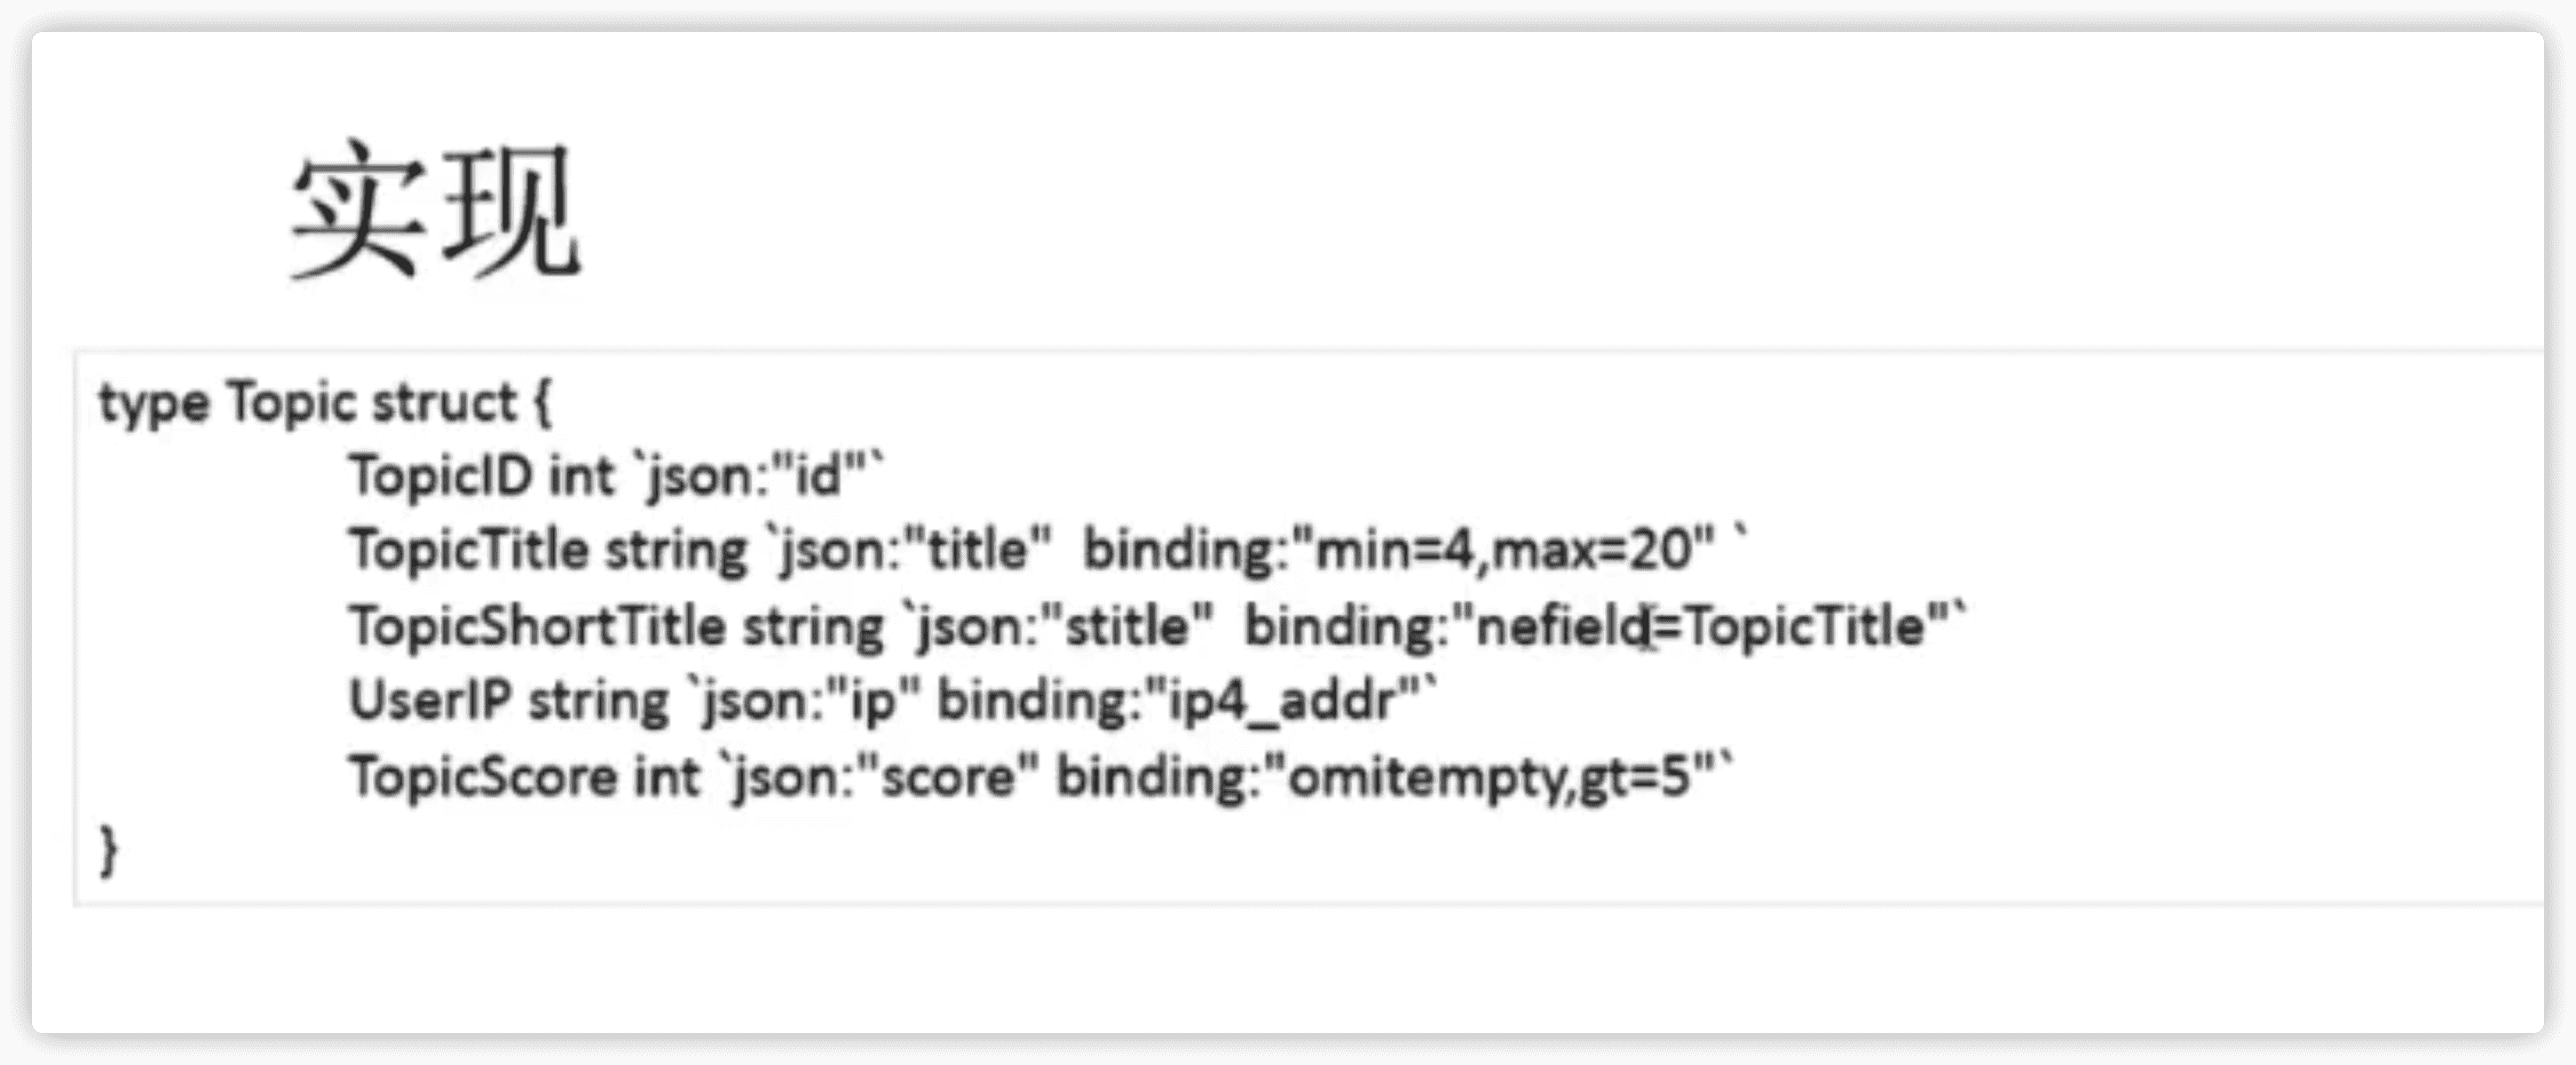 实现
type Topic struct {
TopicID int `json:"id"`
TopicTitle string `json:"title"  binding:"min=4,max=20" `
TopicShortTitle string `json:"stitle"  binding:"nefield=TopicTitle"`
UserIP string `json:"ip" binding:"ip4_addr"`
TopicScore int `json:"score" binding:"omitempty,gt=5"`
}